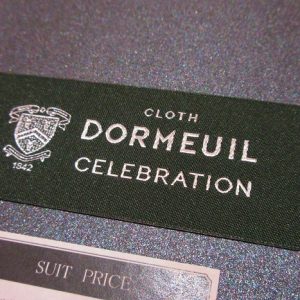 CLOTH
DORMEUIL
CELEBRATION
1842
SUIT PRICE